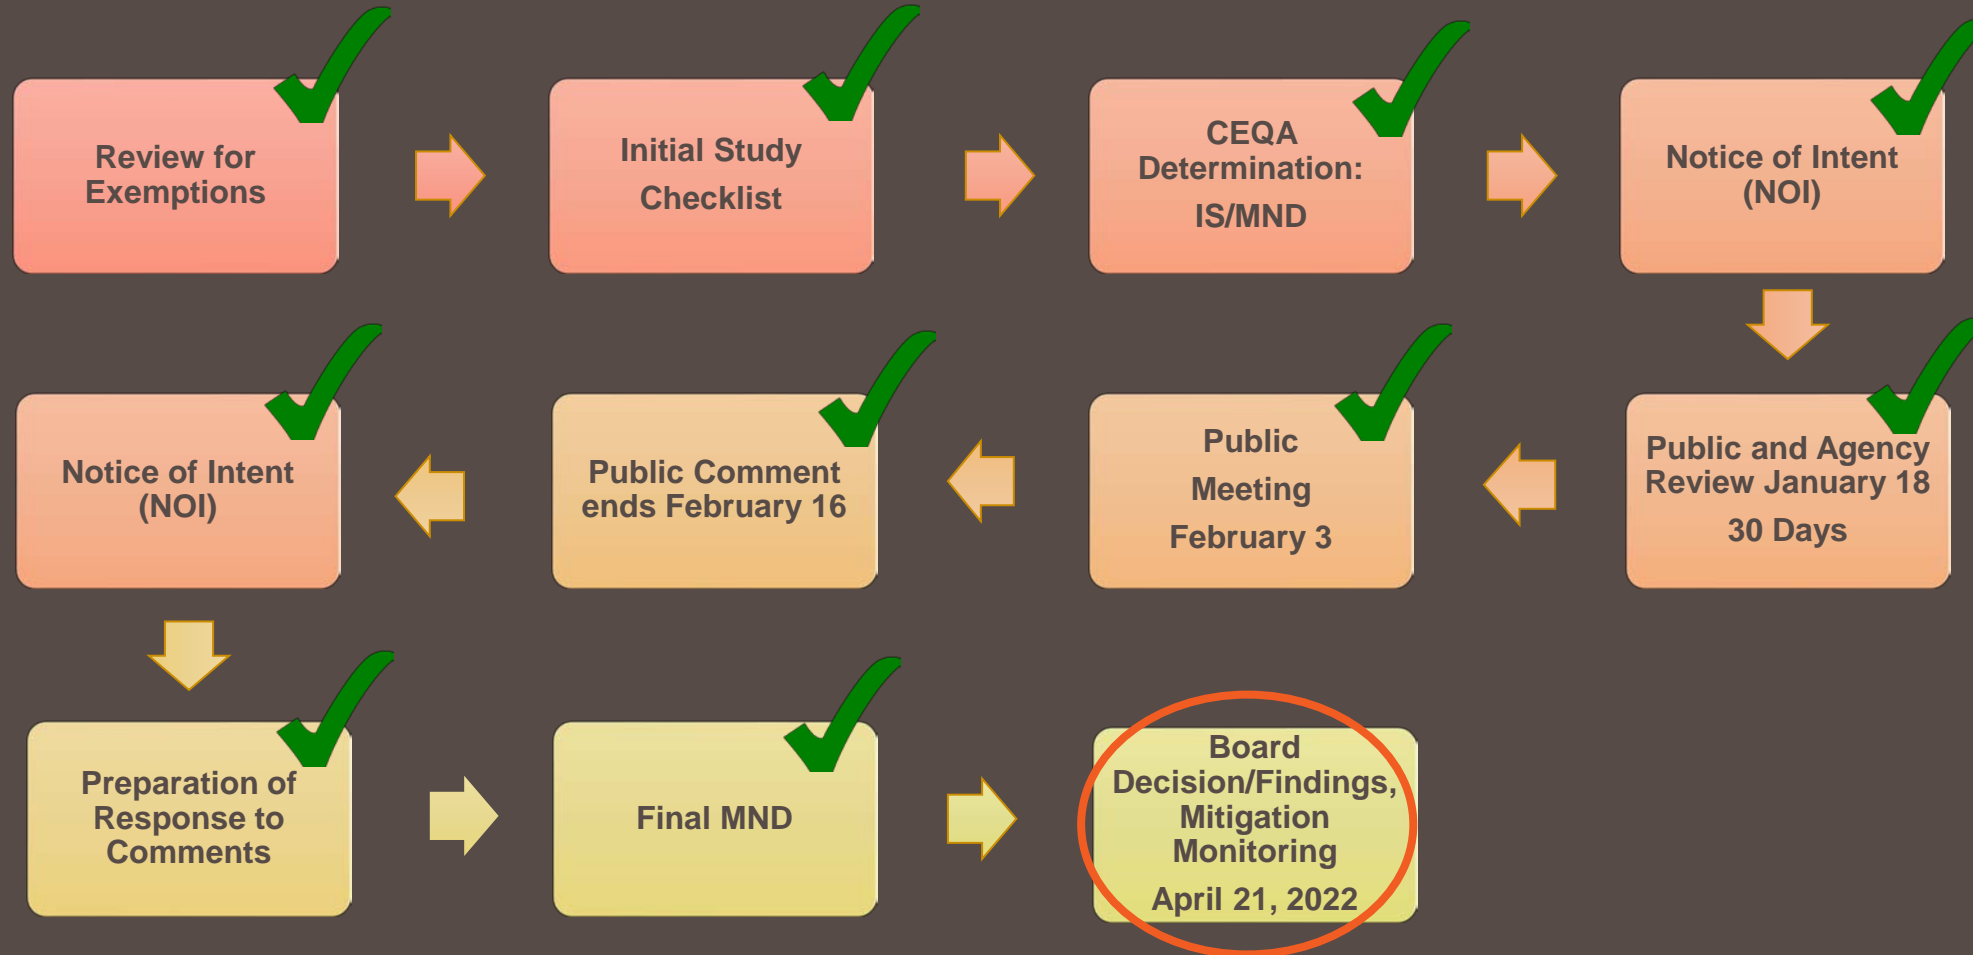 Review for
Exemptions
Initial Study
Checklist
CEQA
Determination:
IS/MND
Notice of Intent
(NOI)
Public and Agency
Review January 18
30 Days
Public
Meeting
February 3
Public Comment
ends February 16
Notice of Intent
(NOI)
Preparation of
Response to
Comments
Final MND
Board
Decision/Findings,
Mitigation
Monitoring
April 21, 2022